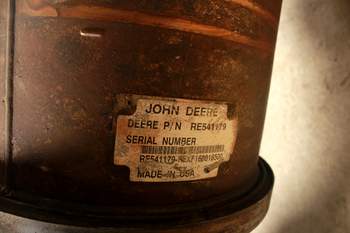 JOHN DEERE
DEERE P/N RE541179
SERIAL NUMBER
MADE IN USA